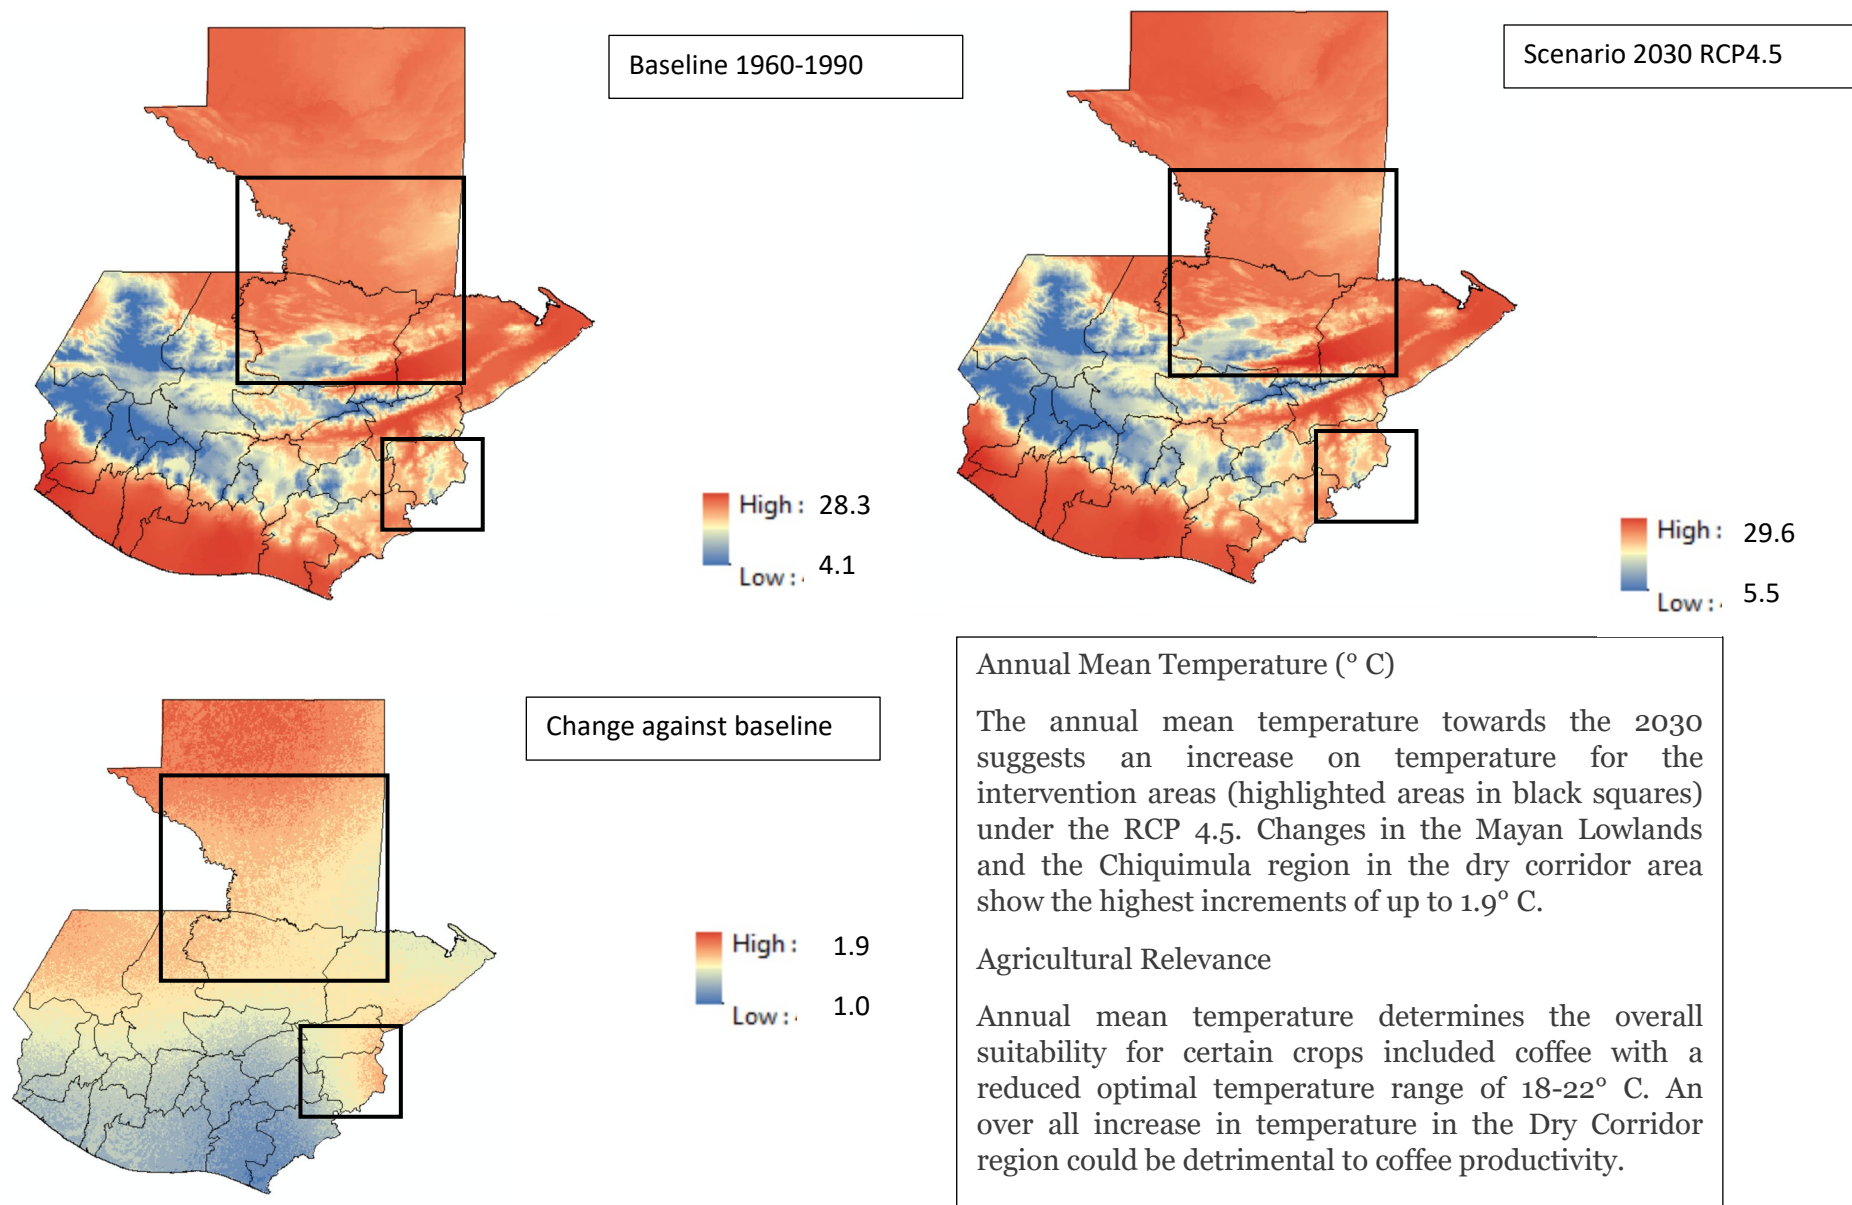 Baseline 1960-1990
Scenario 2030 RCP4.5
High : 28.3
Low : 4.1
High : 29.6
Low : 5.5
Change against baseline
High : 1.9
Low : 1.0
Annual Mean Temperature (° C)
The annual mean temperature towards the 2030
suggests an increase on temperature for the
intervention areas (highlighted areas in black squares)
under the RCP 4.5. Changes in the Mayan Lowlands
and the Chiquimula region in the dry corridor area
show the highest increments of up to 1.9° C.
Agricultural Relevance
Annual mean temperature determines the overall
suitability for certain crops included coffee with a
reduced optimal temperature range of 18-22° C. An
over all increase in temperature in the Dry Corridor
region could be detrimental to coffee productivity.